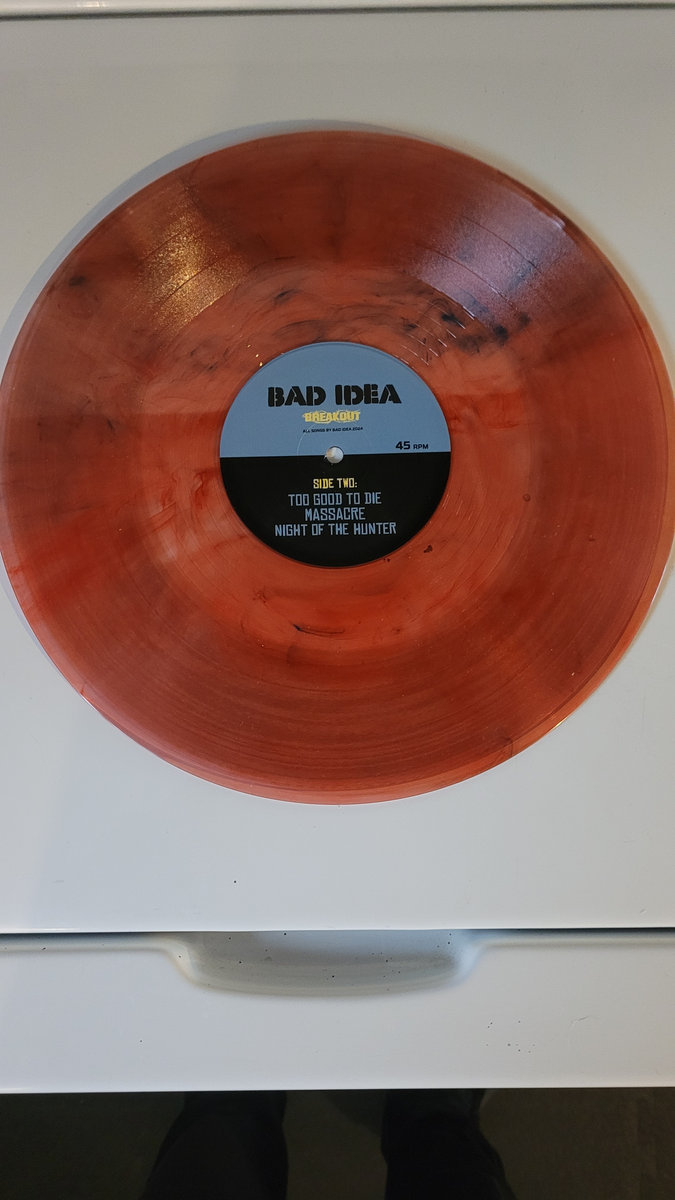 BAD IDEA
BREAKOUT
ALL SONGS BY BAD IDEA 2024
45 RPM
SIDE TWO:
TOO GOOD TO DIE
MASSACRE
NIGHT OF THE HUNTER